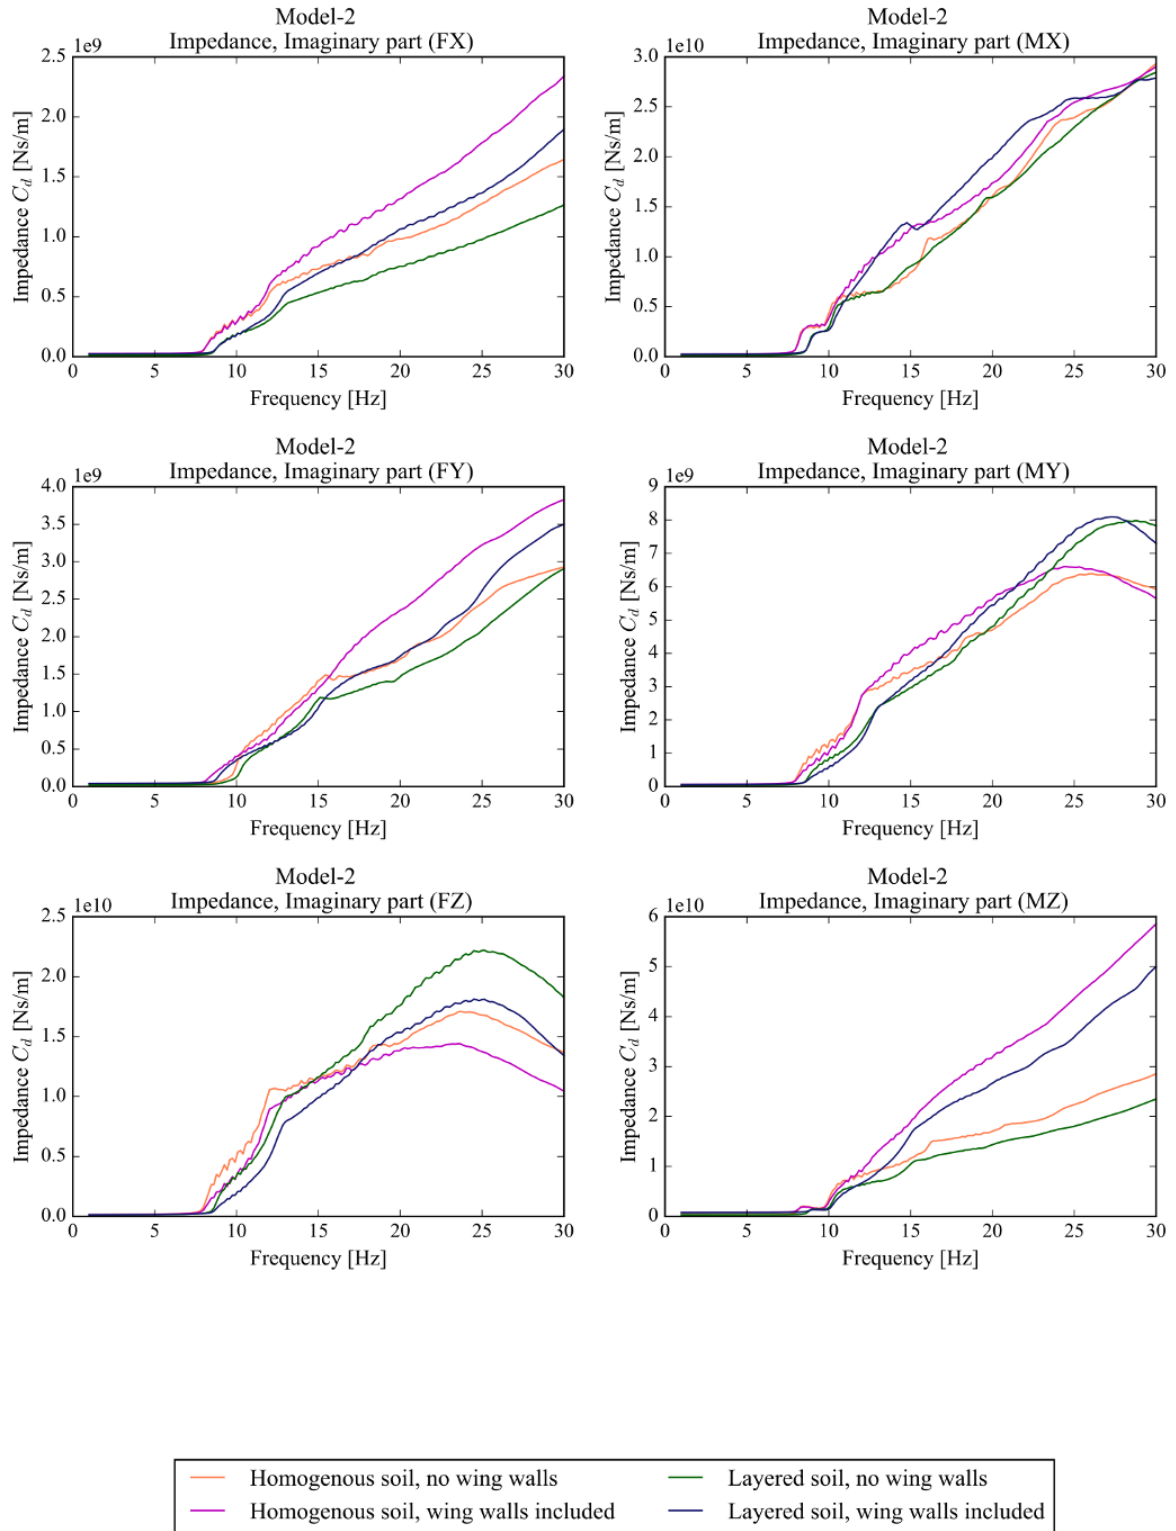 Model-2
Impedance, Imaginary part (FX)
1e9
2.5
2.0
1.5
1.0
0.5
0.0
0 5 10 15 20 25 30
Impedance C_d [Ns/m]
Frequency [Hz]
Model-2
Impedance, Imaginary part (MX)
1e10
3.0
2.5
2.0
1.5
1.0
0.5
0.0
0 5 10 15 20 25 30
Impedance C_d [Ns/m]
Frequency [Hz]
Model-2
Impedance, Imaginary part (FY)
1e9
4.0
3.5
3.0
2.5
2.0
1.5
1.0
0.5
0.0
0 5 10 15 20 25 30
Impedance C_d [Ns/m]
Frequency [Hz]
Model-2
Impedance, Imaginary part (MY)
1e9
9
8
7
6
5
4
3
2
1
0
0 5 10 15 20 25 30
Impedance C_d [Ns/m]
Frequency [Hz]
Model-2
Impedance, Imaginary part (FZ)
1e10
2.5
2.0
1.5
1.0
0.5
0.0
0 5 10 15 20 25 30
Impedance C_d [Ns/m]
Frequency [Hz]
Model-2
Impedance, Imaginary part (MZ)
1e10
6
5
4
3
2
1
0
0 5 10 15 20 25 30
Impedance C_d [Ns/m]
Frequency [Hz]
Homogenous soil, no wing walls
Homogenous soil, wing walls included
Layered soil, no wing walls
Layered soil, wing walls included